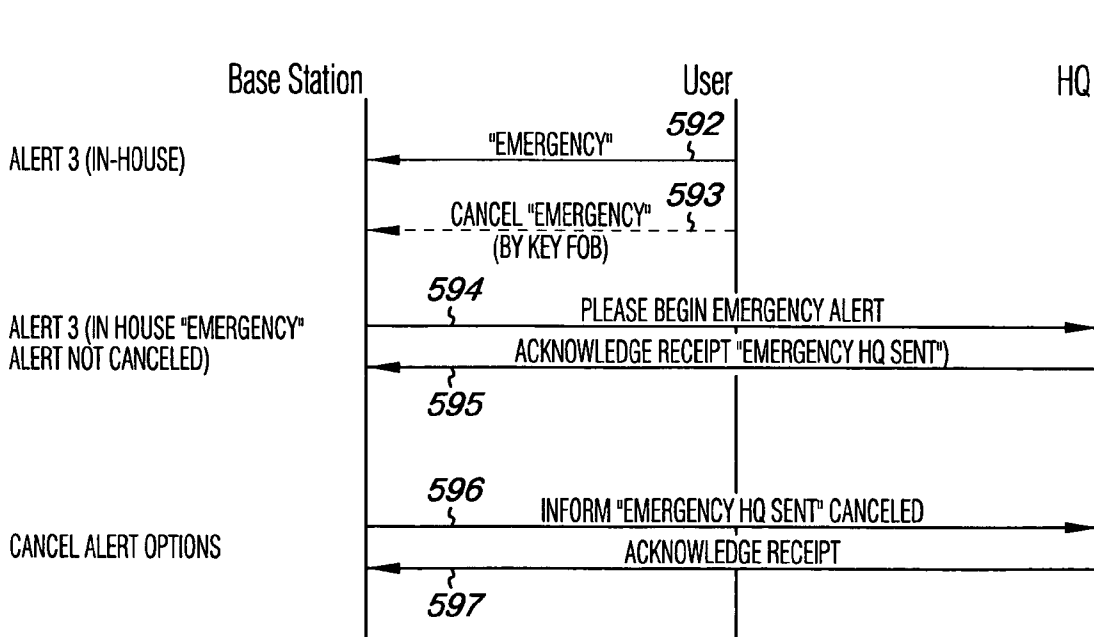 Base Station User HQ
592
ALERT 3 (IN-HOUSE) "EMERGENCY"
593
CANCEL "EMERGENCY"
(BY KEY FOB)
594
PLEASE BEGIN EMERGENCY ALERT
ALERT 3 (IN HOUSE "EMERGENCY"
ALERT NOT CANCELED)
ACKNOWLEDGE RECEIPT "EMERGENCY HQ SENT")
595
596
INFORM "EMERGENCY HQ SENT" CANCELED
CANCEL ALERT OPTIONS
ACKNOWLEDGE RECEIPT
597